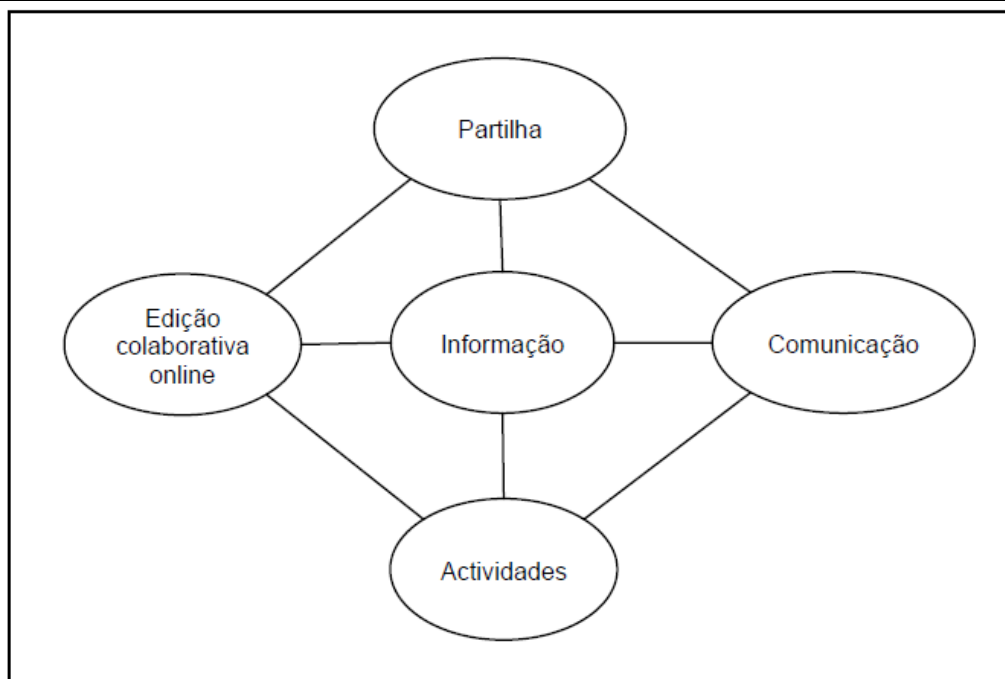 Partilha
Edição
colaborativa
online
Informação
Comunicação
Actividades